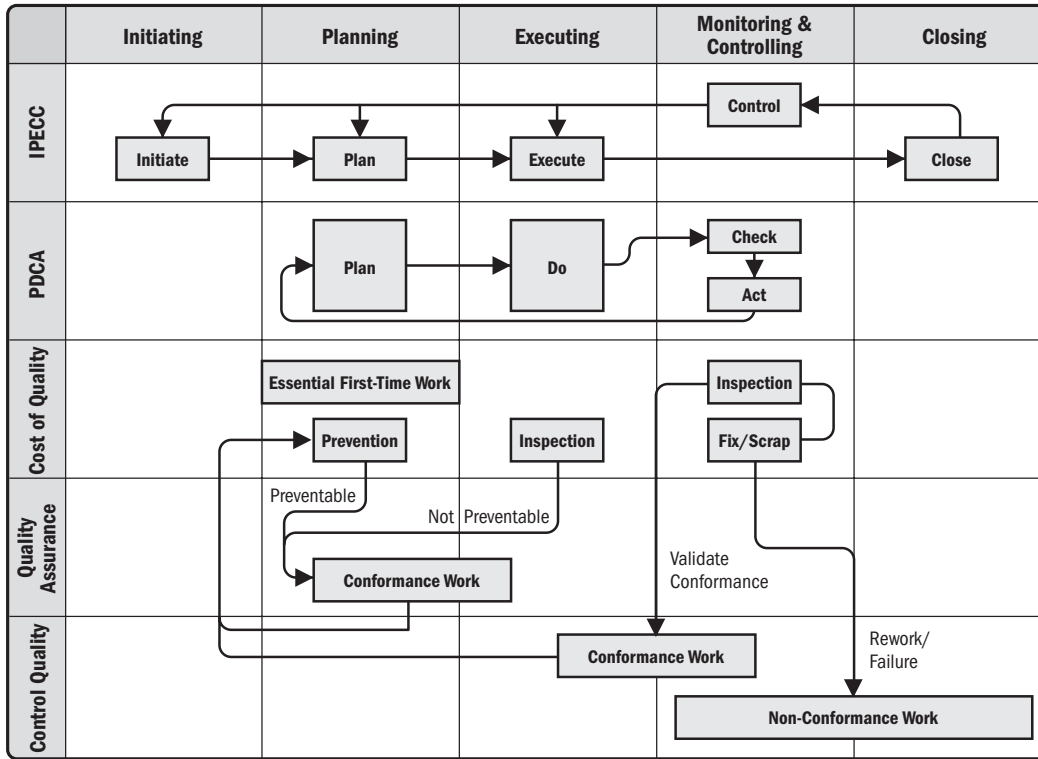 Initiating
Planning
Executing
Monitoring &
Controlling
Closing
IPECC
Control
Initiate
Plan
Execute
Close
PDCA
Plan
Do
Check
Act
Cost of Quality
Essential First-Time Work
Inspection
Prevention
Inspection
Fix/Scrap
Quality
Assurance
Preventable
Not Preventable
Conformance Work
Validate
Conformance
Control Quality
Conformance Work
Rework/
Failure
Non-Conformance Work